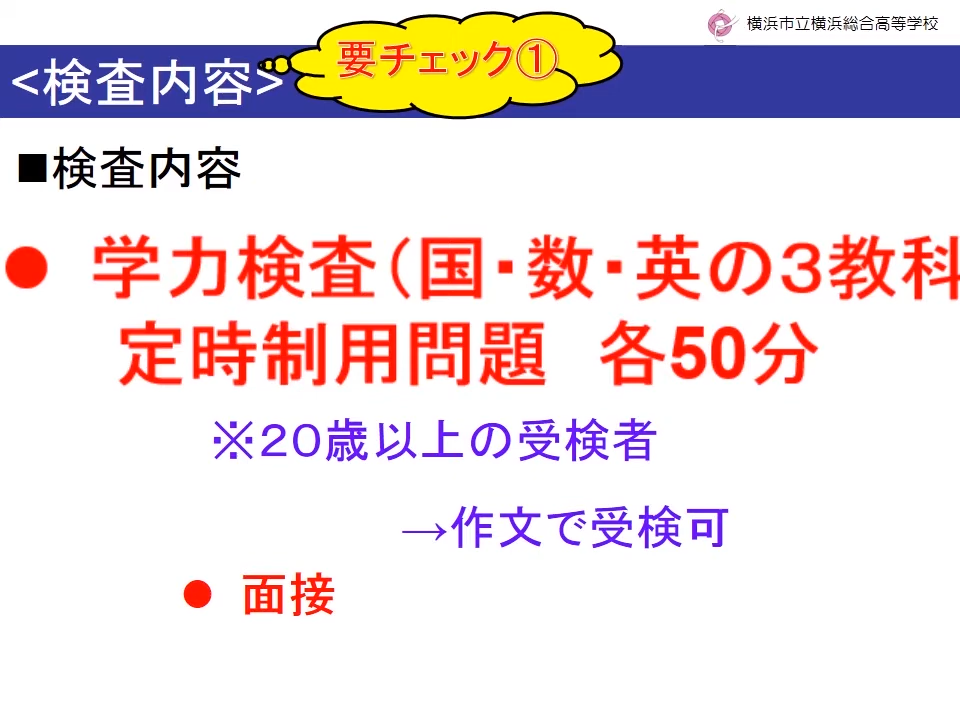 横浜市立横浜総合高等学校
要チェック①
<検査内容>
■検査内容
● 学力検査（国・数・英の３教科
定時制用問題　各50分
※２０歳以上の受検者
→作文で受検可
● 面接